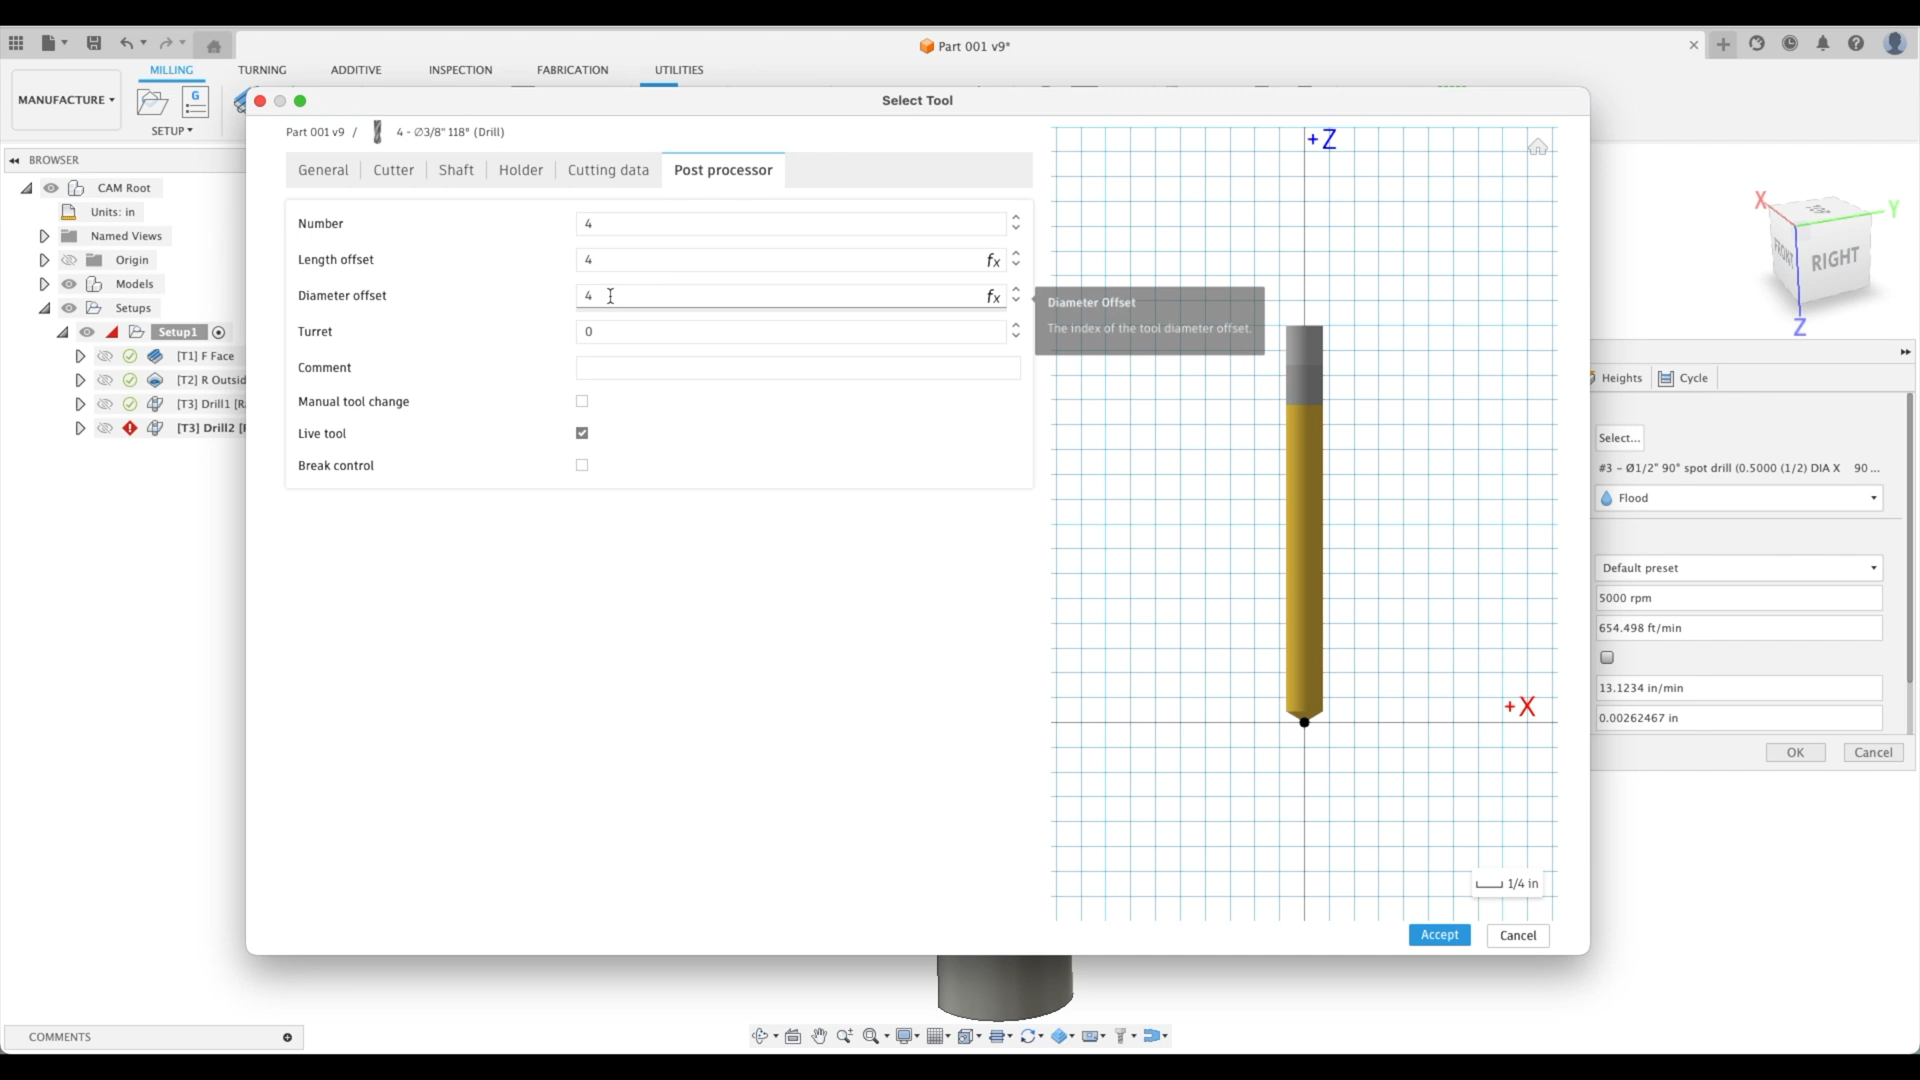 Part 001 v9*
MILLING
TURNING
ADDITIVE
INSPECTION
FABRICATION
UTILITIES
MANUFACTURE
G
SETUP
Select Tool
Part 001 v9 / 4 - ∅3/8" 118° (Drill)
General
Cutter
Shaft
Holder
Cutting data
Post processor
Number 4
Length offset 4 fx
Diameter offset 4 fx
Turret 0
Comment
Manual tool change
Live tool
Break control
Diameter Offset
The index of the tool diameter offset.
+Z
+X
1/4 in
Accept
Cancel
BROWSER
CAM Root
Units: in
Named Views
Origin
Models
Setups
Setup1
[T1] F Face
[T2] R Outsid
[T3] Drill1 [R
[T3] Drill2 [
X
Y
Z
FRONT
RIGHT
Heights
Cycle
Select...
#3 - Ø1/2" 90° spot drill (0.5000 (1/2) DIA X 90 ...
Flood
Default preset
5000 rpm
654.498 ft/min
13.1234 in/min
0.00262467 in
OK
Cancel
COMMENTS